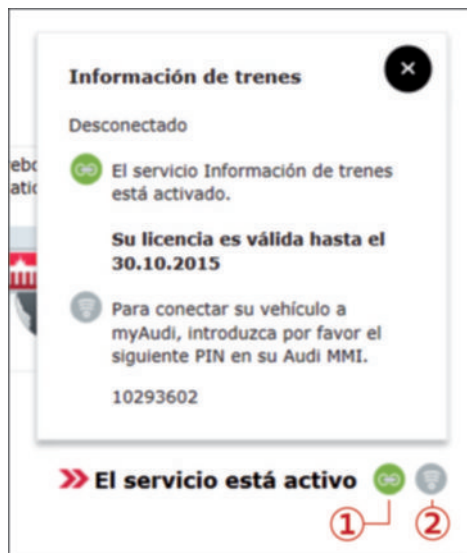 Información de trenes
Desconectado
El servicio Información de trenes
está activado.
Su licencia es válida hasta el
30.10.2015
Para conectar su vehículo a
myAudi, introduzca por favor el
siguiente PIN en su Audi MMI.
10293602
El servicio está activo
1
2